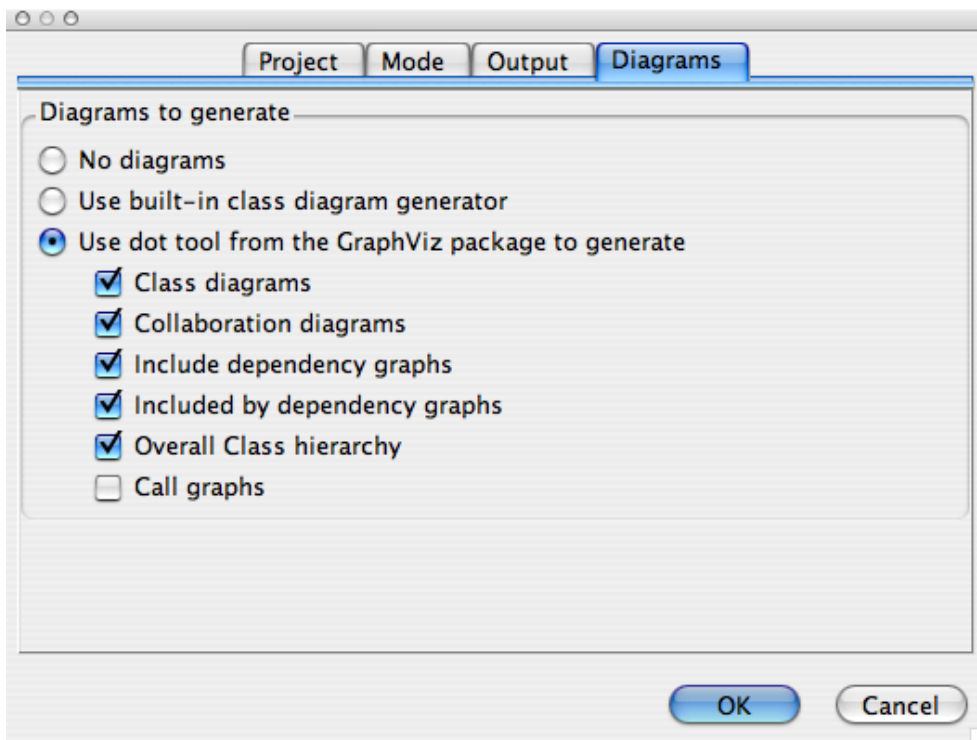 Project Mode Output Diagrams
Diagrams to generate
No diagrams
Use built-in class diagram generator
Use dot tool from the GraphViz package to generate
Class diagrams
Collaboration diagrams
Include dependency graphs
Included by dependency graphs
Overall Class hierarchy
Call graphs
OK Cancel